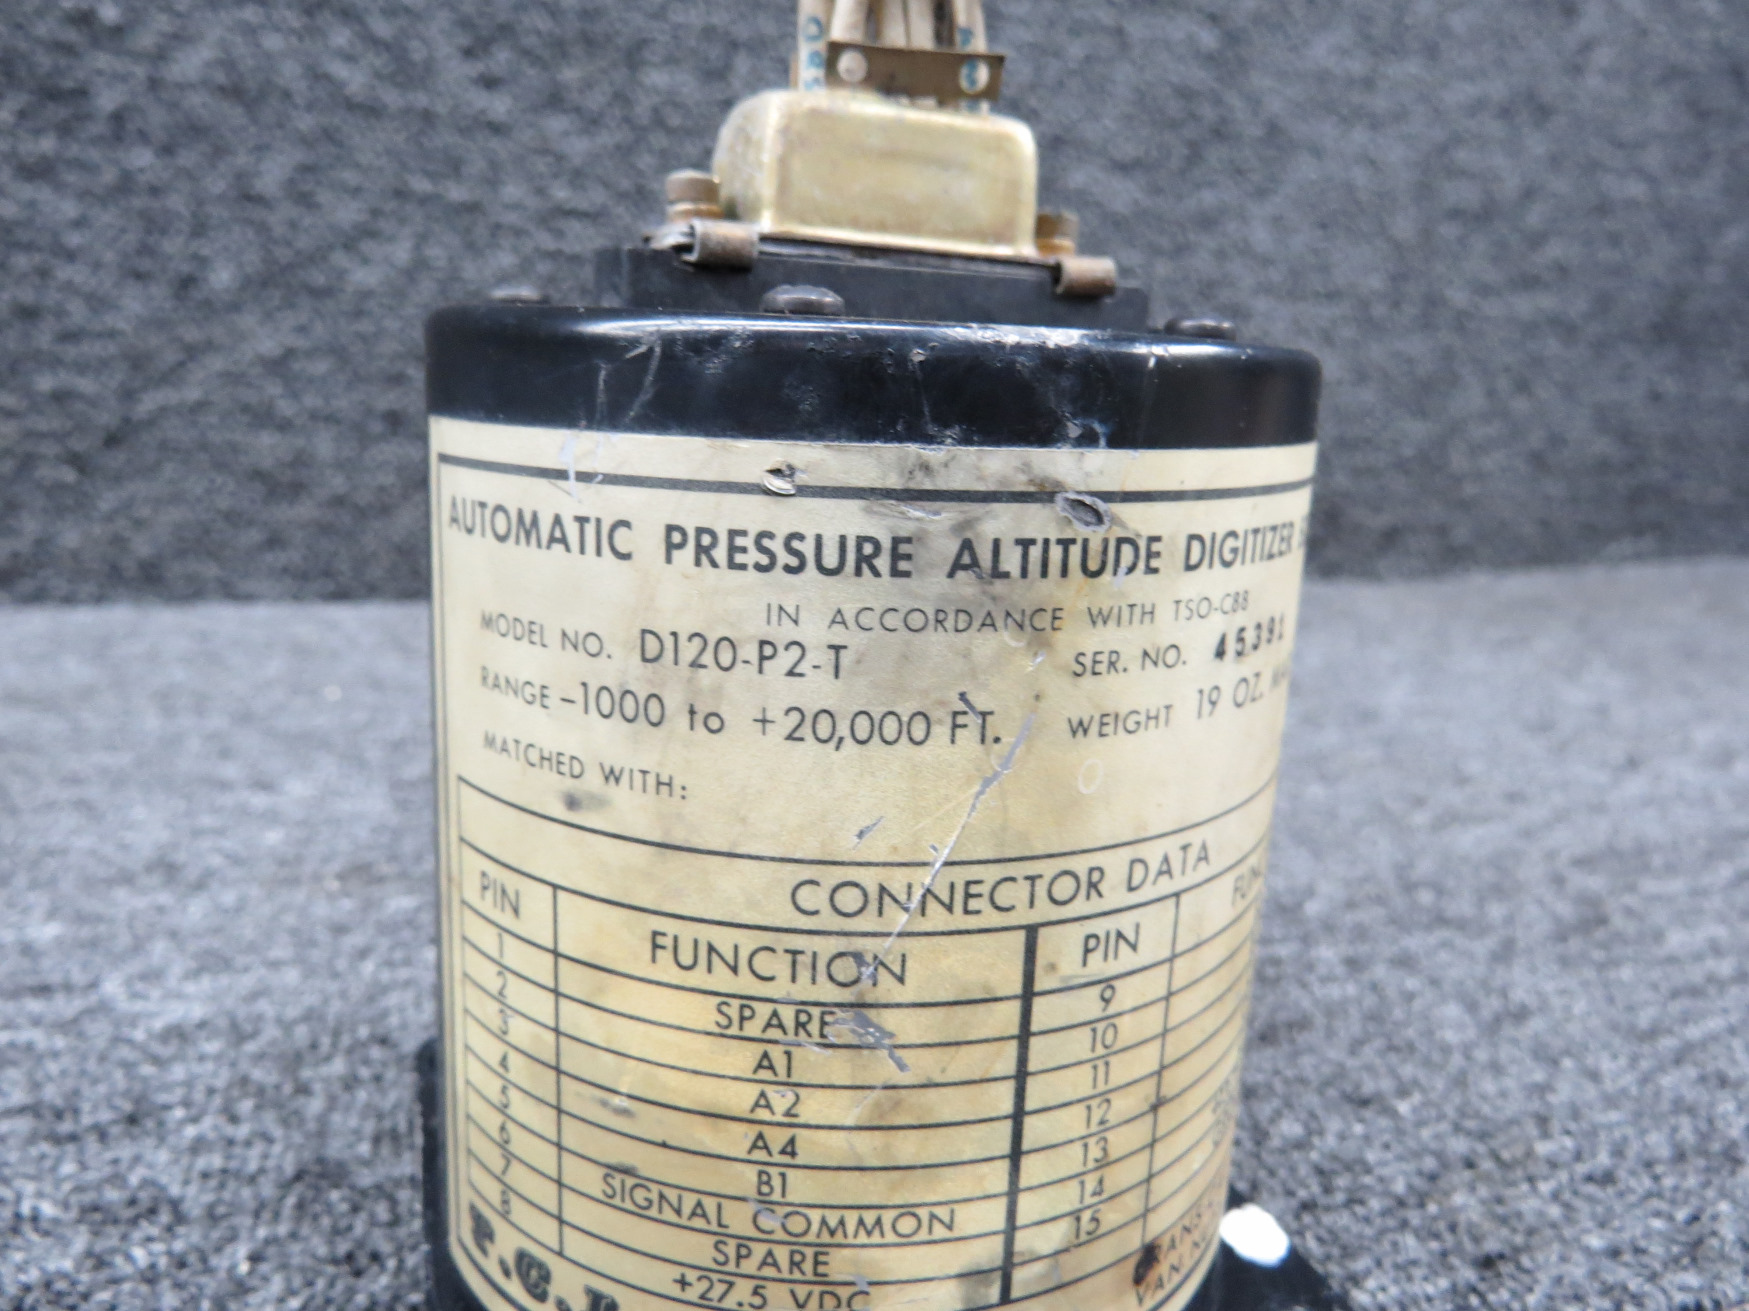 AUTOMATIC PRESSURE ALTITUDE DIGITIZER
IN ACCORDANCE WITH TSO-C88
MODEL NO. D120-P2-T SER. NO. 45392
RANGE -1000 to +20,000 FT. WEIGHT 19 OZ.
MATCHED WITH:
CONNECTOR DATA
PIN FUNCTION PIN
1 SPARE 9
2 A1 10
3 A2 11
4 A4 12
5 B1 13
6 SIGNAL COMMON 14
7 SPARE 15
8 +27.5 VDC